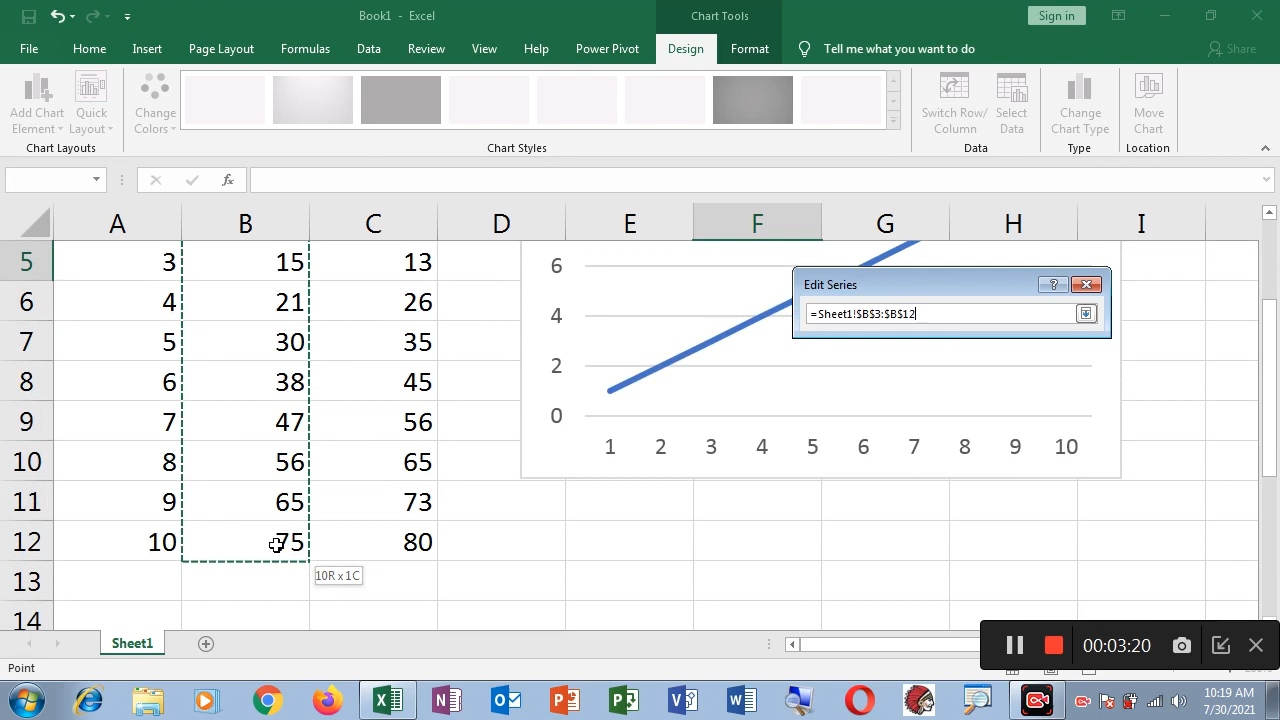 Book1 - Excel
Chart Tools
Sign in
File Home Insert Page Layout Formulas Data Review View Help Power Pivot Design Format Tell me what you want to do Share
Add Chart Element
Quick Layout
Change Colors
Switch Row/ Column
Select Data
Change Chart Type
Move Chart
Chart Layouts
Chart Styles
Data
Type
Location
fx
A B C D E F G H I
5 3 15 13
6 4 21 26
7 5 30 35
8 6 38 45
9 7 47 56
10 8 56 65
11 9 65 73
12 10 75 80
13
14
6
4
2
0
1 2 3 4 5 6 7 8 9 10
Edit Series
=Sheet1!$B$3:$B$12
10R x 1C
Sheet1
Point
00:03:20
10:19 AM
7/30/2021